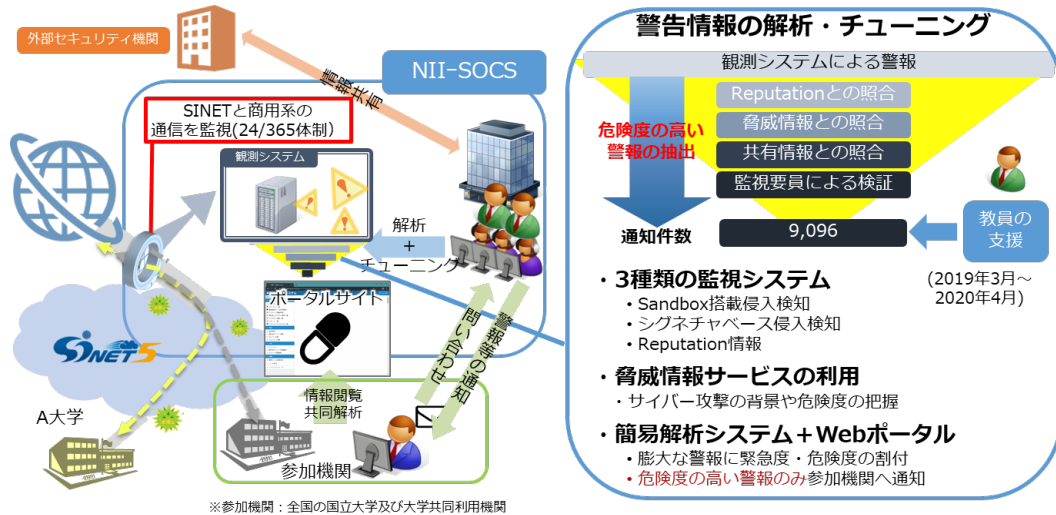 外部セキュリティ機関
NII-SOCS
情報共有
SINETと商用系の
通信を監視(24/365体制）
観測システム
解析
+
チューニング
ポータルサイト
SINET5
A大学
情報閲覧
共同解析
問い合わせ
警報等の通知
参加機関
※参加機関：全国の国立大学及び大学共同利用機関
警告情報の解析・チューニング
観測システムによる警報
Reputationとの照合
脅威情報との照合
共有情報との照合
監視要員による検証
危険度の高い
警報の抽出
通知件数
9,096
教員の
支援
(2019年3月～
2020年4月)
・3種類の監視システム
・Sandbox搭載侵入検知
・シグネチャベース侵入検知
・Reputation情報
・脅威情報サービスの利用
・サイバー攻撃の背景や危険度の把握
・簡易解析システム＋Webポータル
・膨大な警報に緊急度・危険度の割付
・危険度の高い警報のみ参加機関へ通知